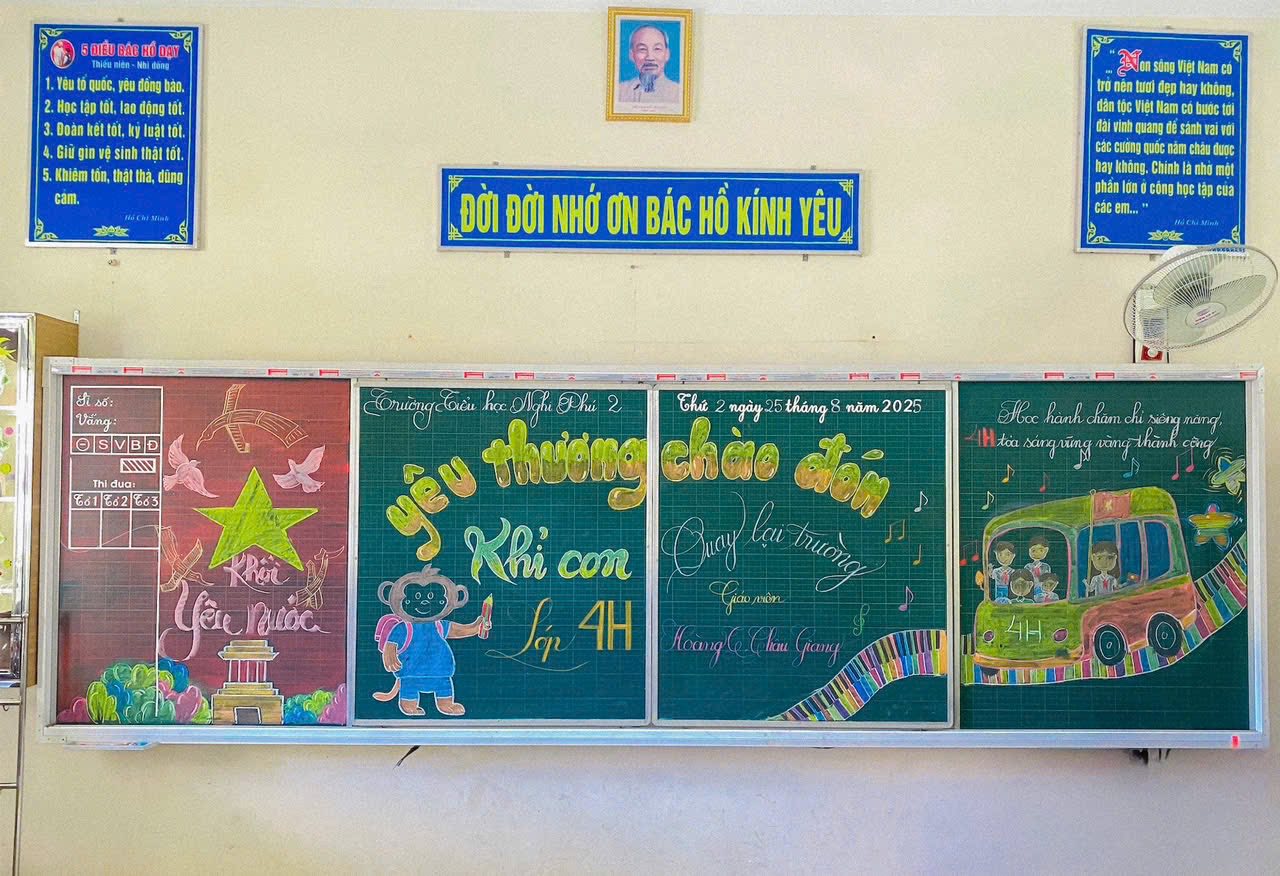 5 ĐIỀU BÁC HỒ DẠY
Thiếu niên - Nhi đồng
1. Yêu tổ quốc, yêu đồng bào.
2. Học tập tốt, lao động tốt.
3. Đoàn kết tốt, kỷ luật tốt.
4. Giữ gìn vệ sinh thật tốt.
5. Khiêm tốn, thật thà, dũng
cảm.
Hồ Chí Minh
ĐỜI ĐỜI NHỚ ƠN BÁC HỒ KÍNH YÊU
"... Non sông Việt Nam có
trở nên tươi đẹp hay không,
dân tộc Việt Nam có bước tới
đài vinh quang để sánh vai với
các cường quốc năm châu được
hay không. Chính là nhờ một
phần lớn ở công học tập của
các em... "
Hồ Chí Minh
Sĩ số:
Vắng:
S V B Đ
Thi đua:
Tổ 1 Tổ 2 Tổ 3
Khối
Yêu nước
Trường Tiểu học Nghi Phú 2
Thứ 2 ngày 25 tháng 8 năm 2025
yêu thương chào đón
Khỉ con
Lớp 4H
Quay lại trường
Giáo viên
Hoàng T. Châu Giang
Học hành chăm chỉ siêng năng,
4H tỏa sáng vững vàng thành công
4H